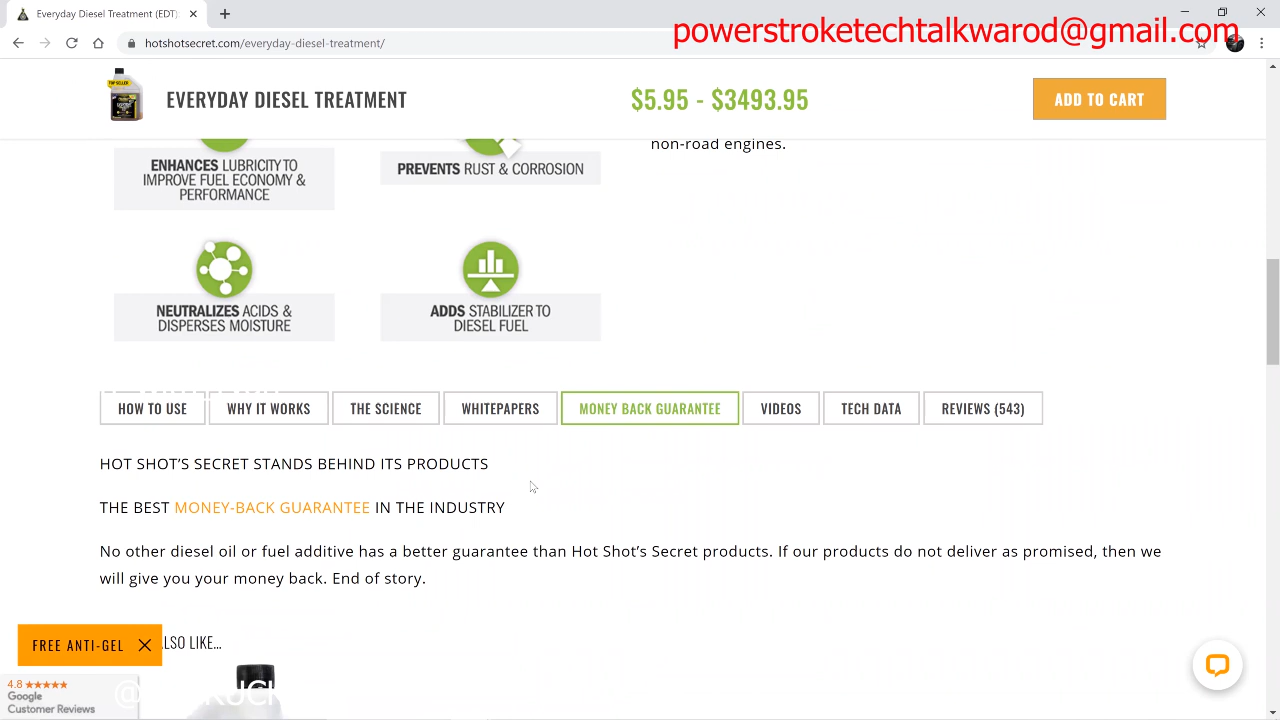 Everyday Diesel Treatment (EDT)
powerstroketechtalkwarod@gmail.com
hotshotsecret.com/everyday-diesel-treatment/
TOP SELLER
EVERYDAY DIESEL TREATMENT
$5.95 - $3493.95
ADD TO CART
non-road engines.
ENHANCES LUBRICITY TO
IMPROVE FUEL ECONOMY &
PERFORMANCE
PREVENTS RUST & CORROSION
NEUTRALIZES ACIDS &
DISPERSES MOISTURE
ADDS STABILIZER TO
DIESEL FUEL
HOW TO USE
WHY IT WORKS
THE SCIENCE
WHITEPAPERS
MONEY BACK GUARANTEE
VIDEOS
TECH DATA
REVIEWS (543)
HOT SHOT'S SECRET STANDS BEHIND ITS PRODUCTS
THE BEST MONEY-BACK GUARANTEE IN THE INDUSTRY
No other diesel oil or fuel additive has a better guarantee than Hot Shot's Secret products. If our products do not deliver as promised, then we
will give you your money back. End of story.
FREE ANTI-GEL
LIKE...
4.8
Google
Customer Reviews